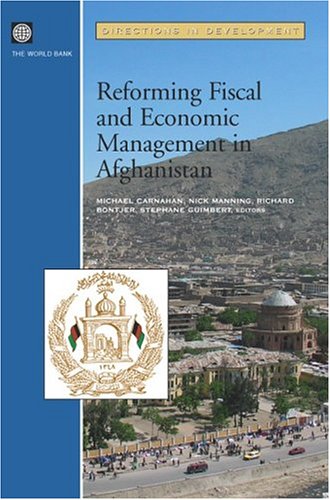 THE WORLD BANK
DIRECTIONS IN DEVELOPMENT
Reforming Fiscal
and Economic
Management in
Afghanistan
MICHAEL CARNAHAN, NICK MANNING, RICHARD
BONTJER, STEPHANE GUIMBERT, EDITORS
١٣٤٨